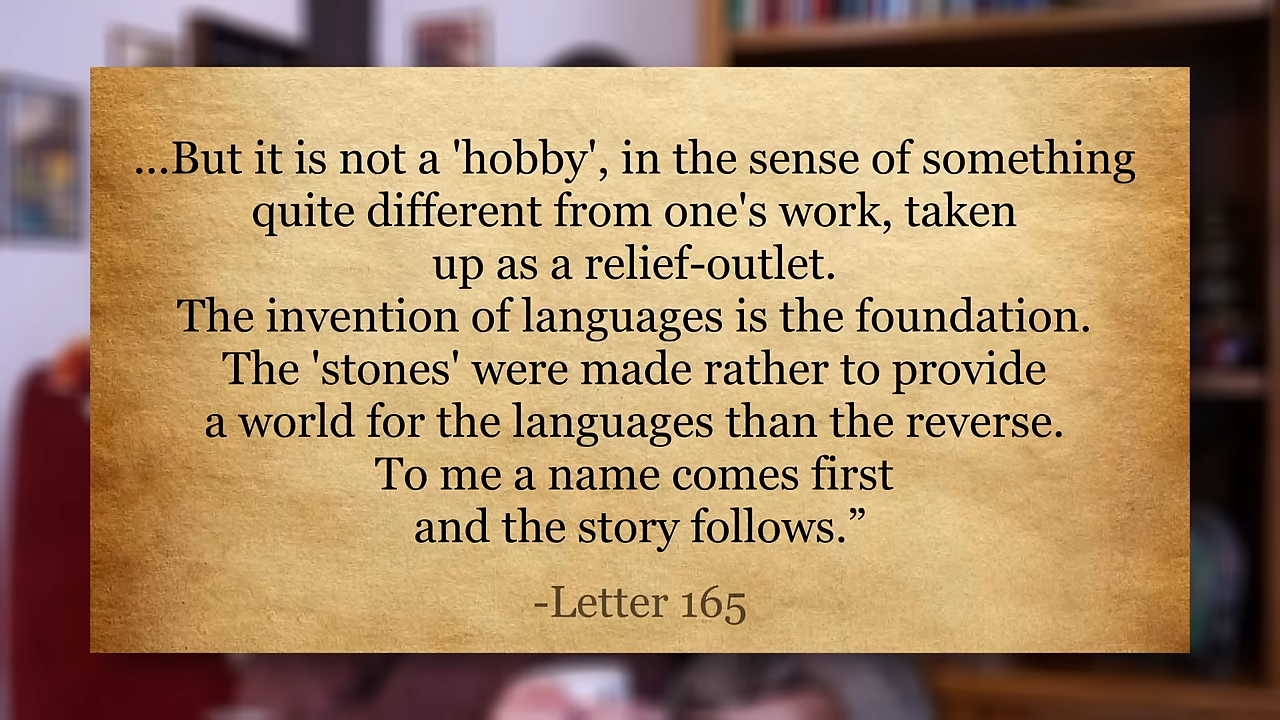 ...But it is not a 'hobby', in the sense of something
quite different from one's work, taken
up as a relief-outlet.
The invention of languages is the foundation.
The 'stones' were made rather to provide
a world for the languages than the reverse.
To me a name comes first
and the story follows.”
-Letter 165